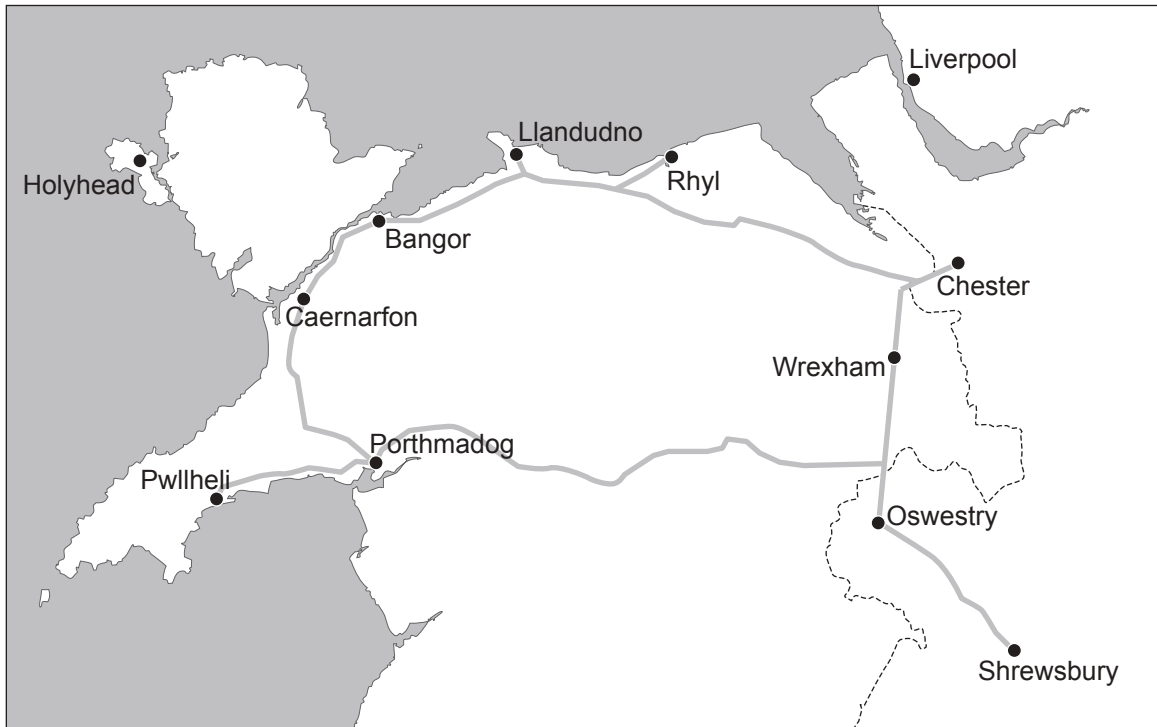 Liverpool
Llandudno
Holyhead
Rhyl
Bangor
Chester
Caernarfon
Wrexham
Porthmadog
Pwllheli
Oswestry
Shrewsbury